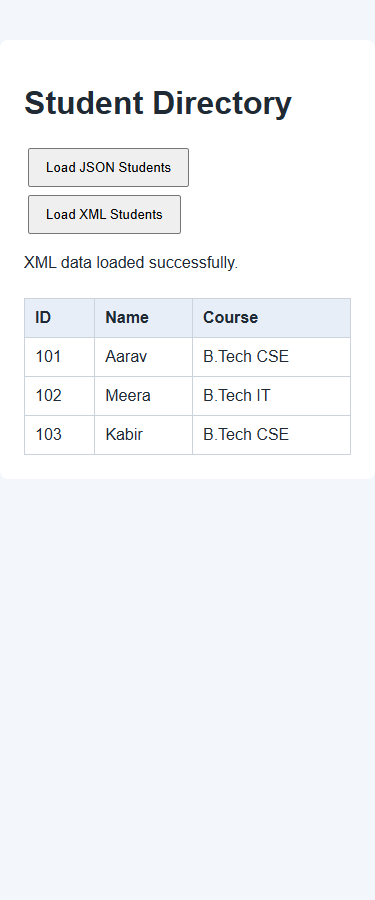 Student Directory
Load JSON Students
Load XML Students
XML data loaded successfully.
ID Name Course
101 Aarav B.Tech CSE
102 Meera B.Tech IT
103 Kabir B.Tech CSE